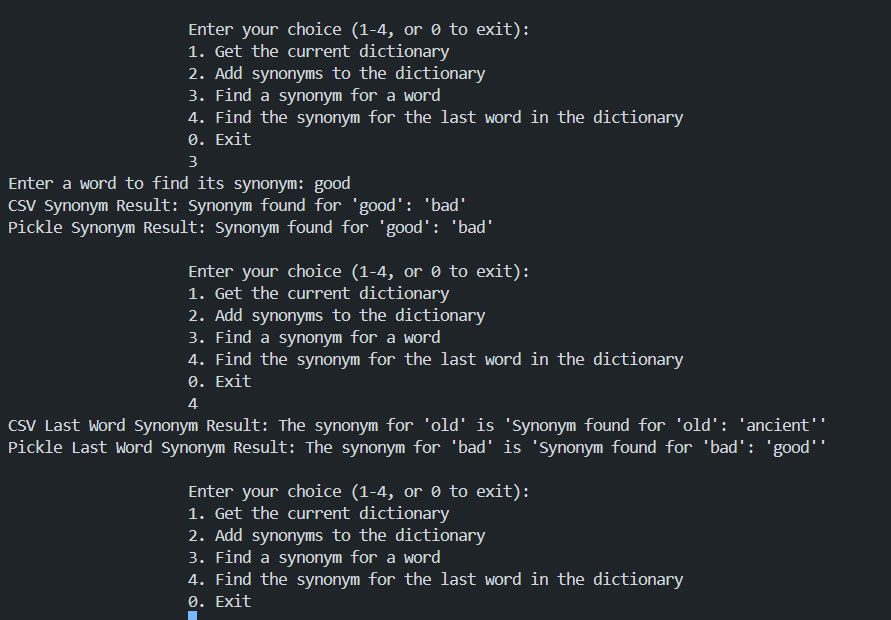 Enter your choice (1-4, or 0 to exit):
1. Get the current dictionary
2. Add synonyms to the dictionary
3. Find a synonym for a word
4. Find the synonym for the last word in the dictionary
0. Exit
3
Enter a word to find its synonym: good
CSV Synonym Result: Synonym found for 'good': 'bad'
Pickle Synonym Result: Synonym found for 'good': 'bad'
Enter your choice (1-4, or 0 to exit):
1. Get the current dictionary
2. Add synonyms to the dictionary
3. Find a synonym for a word
4. Find the synonym for the last word in the dictionary
0. Exit
4
CSV Last Word Synonym Result: The synonym for 'old' is 'Synonym found for 'old': 'ancient''
Pickle Last Word Synonym Result: The synonym for 'bad' is 'Synonym found for 'bad': 'good''
Enter your choice (1-4, or 0 to exit):
1. Get the current dictionary
2. Add synonyms to the dictionary
3. Find a synonym for a word
4. Find the synonym for the last word in the dictionary
0. Exit